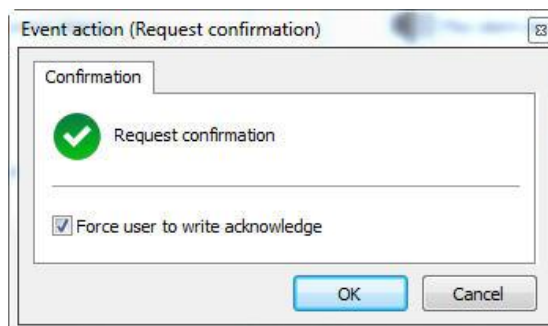 Event action (Request confirmation)
Confirmation
Request confirmation
Force user to write acknowledge
OK
Cancel